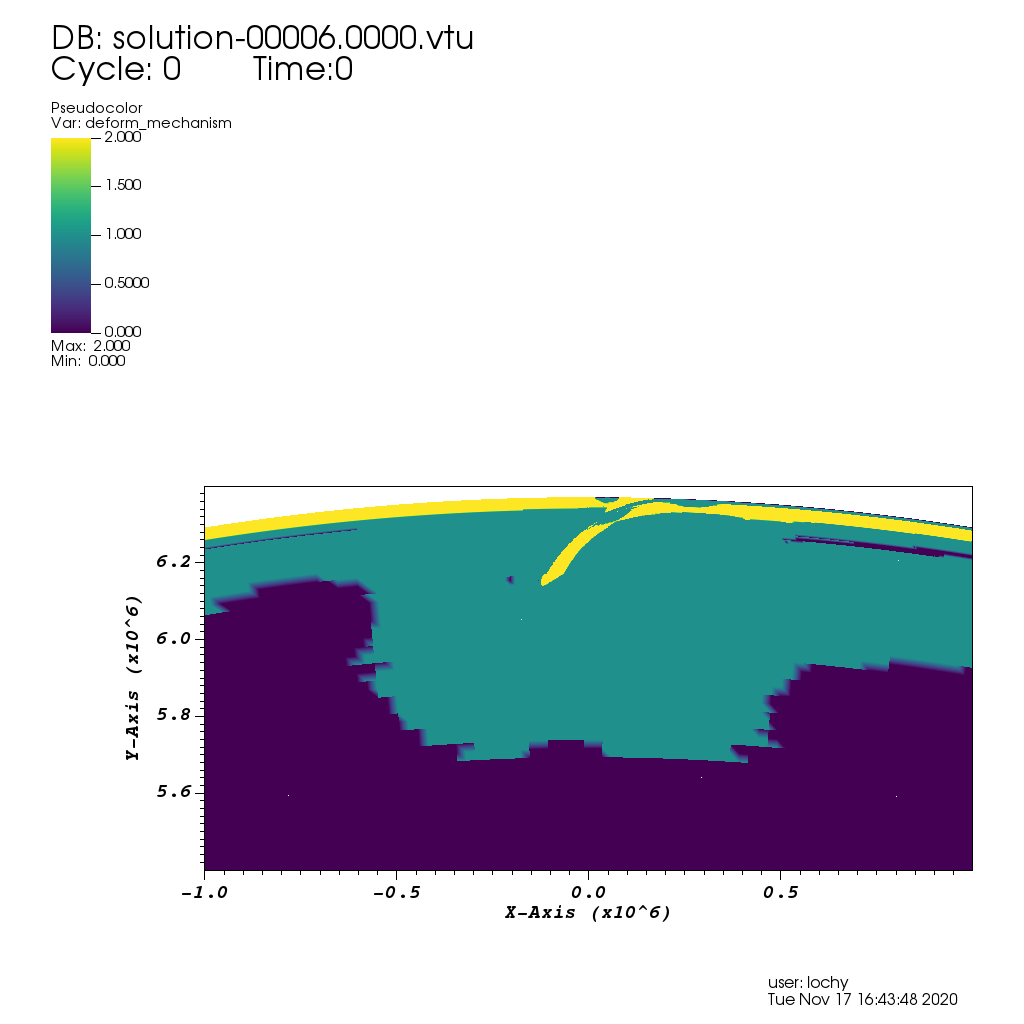 DB: solution-00006.0000.vtu
Cycle: 0 Time:0
Pseudocolor
Var: deform_mechanism
2.000
1.500
1.000
0.5000
0.000
Max: 2.000
Min: 0.000
6.2
6.0
5.8
5.6
Y-Axis (x10^6)
-1.0 -0.5 0.0 0.5
X-Axis (x10^6)
user: lochy
Tue Nov 17 16:43:48 2020